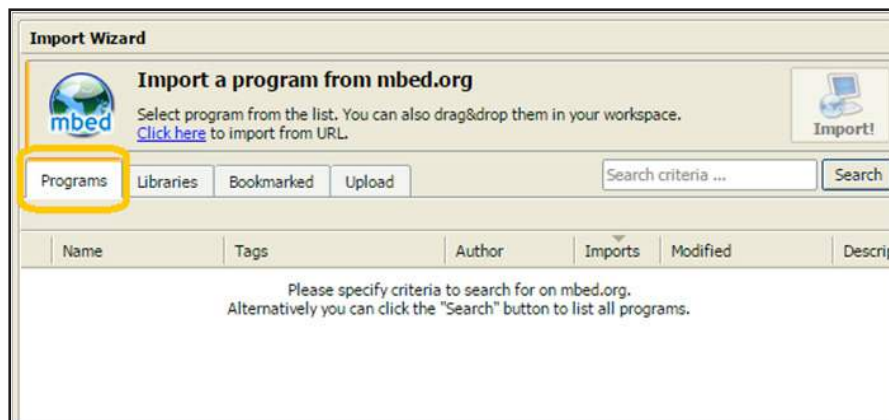 Import Wizard
Import a program from mbed.org
mbed
Select program from the list. You can also drag&drop them in your workspace.
Click here to import from URL.
Import!
Programs
Libraries
Bookmarked
Upload
Search criteria ...
Search
Name
Tags
Author
Imports
Modified
Descrip
Please specify criteria to search for on mbed.org.
Alternatively you can click the "Search" button to list all programs.